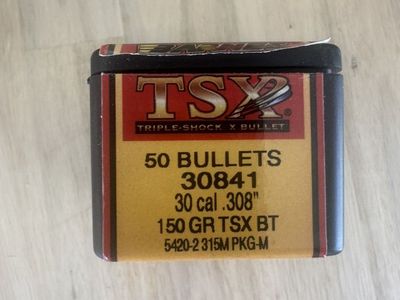 TSX
TRIPLE-SHOCK X BULLET
50 BULLETS
30841
30 cal .308"
150 GR TSX BT
5420-2 315M PKG-M